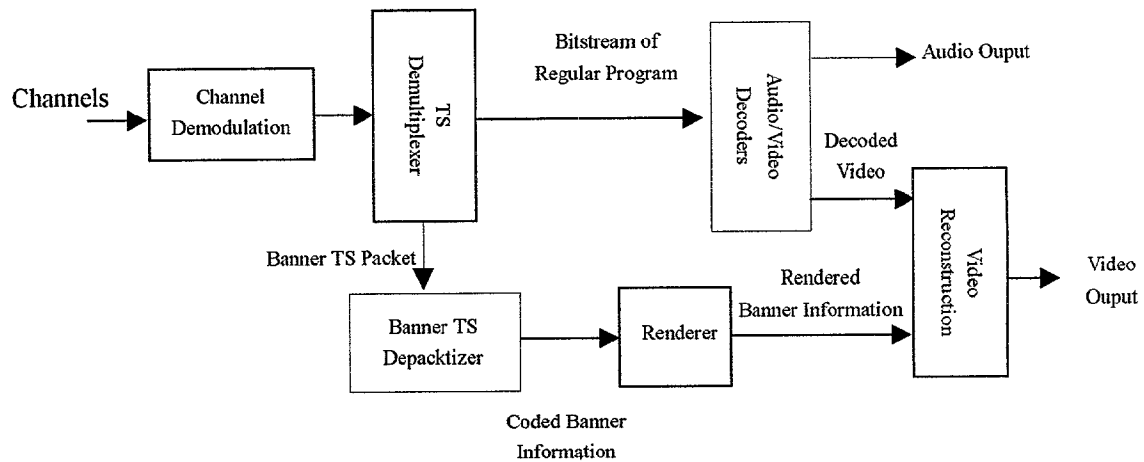 Channels
Channel
Demodulation
TS
Demultiplexer
Bitstream of
Regular Program
Audio/Video
Decoders
Audio Ouput
Decoded
Video
Video
Reconstruction
Video
Ouput
Banner TS Packet
Banner TS
Depacktizer
Renderer
Rendered
Banner Information
Coded Banner
Information